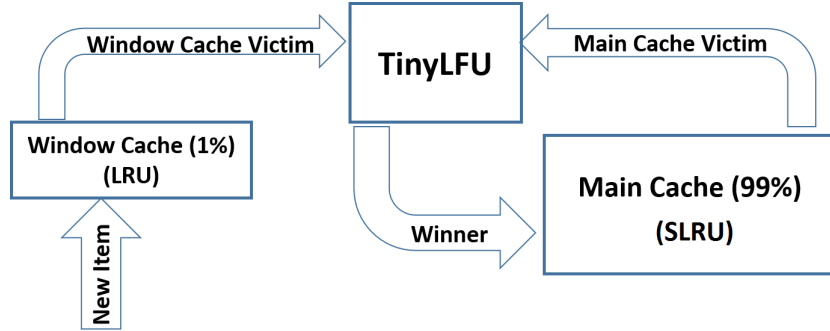 Window Cache Victim
TinyLFU
Main Cache Victim
Window Cache (1%)
(LRU)
Main Cache (99%)
(SLRU)
Winner
New Item